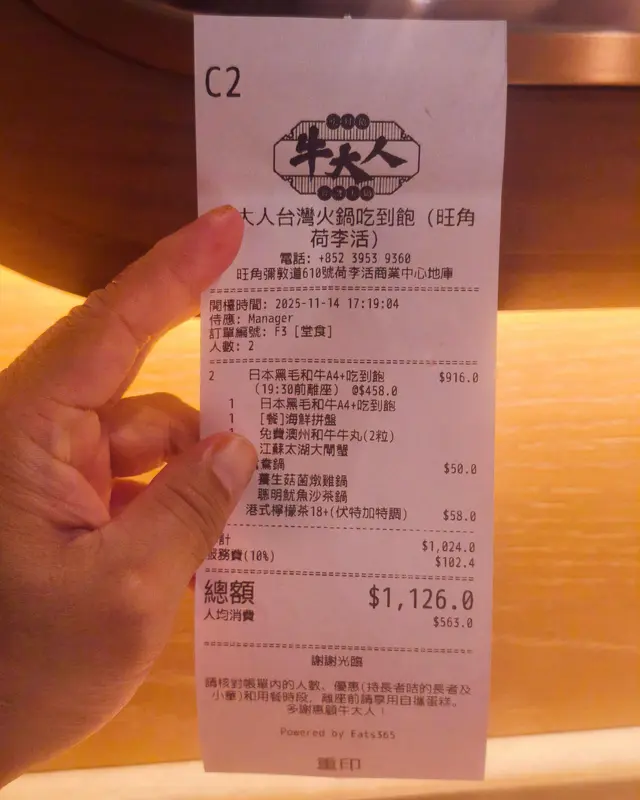 C2
牛大人
大人台灣火鍋吃到飽 (旺角
荷李活)
電話: +852 3953 9360
旺角彌敦道610號荷李活商業中心地庫
開檯時間: 2025-11-14 17:19:04
侍應: Manager
訂單編號: F3 [堂食]
人數: 2
2 日本黑毛和牛A4+吃到飽 $916.0
(19:30前離座) @$458.0
1 日本黑毛和牛A4+吃到飽
1 [餐]海鮮拼盤
1 免費澳州和牛牛丸(2粒)
江蘇太湖大閘蟹
鴦鍋 $50.0
薑生菇菌燉雞鍋
聰明魷魚沙茶鍋
港式檸檬茶18+(伏特加特調) $58.0
計 $1,024.0
服務費(10%) $102.4
總額 $1,126.0
人均消費 $563.0
謝謝光臨
請核對帳單內的人數、優惠(持長者咭的長者及
小童)和用餐時段。離座前請享用自攜蛋糕。
多謝惠顧牛大人!
Powered by Eats365
重印